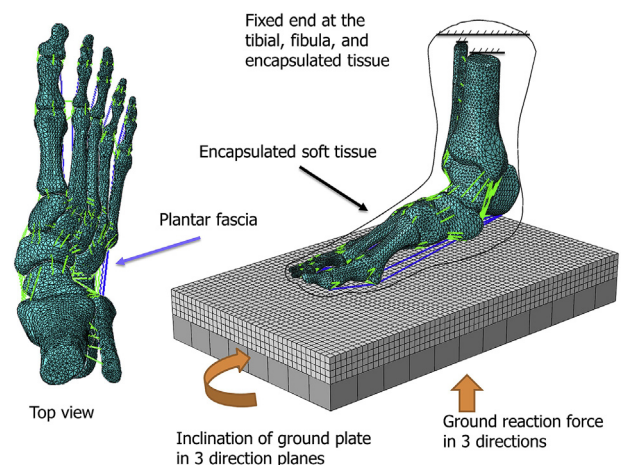 Fixed end at the
tibial, fibula, and
encapsulated tissue
Encapsulated soft tissue
Plantar fascia
Top view
Inclination of ground plate
in 3 direction planes
Ground reaction force
in 3 directions